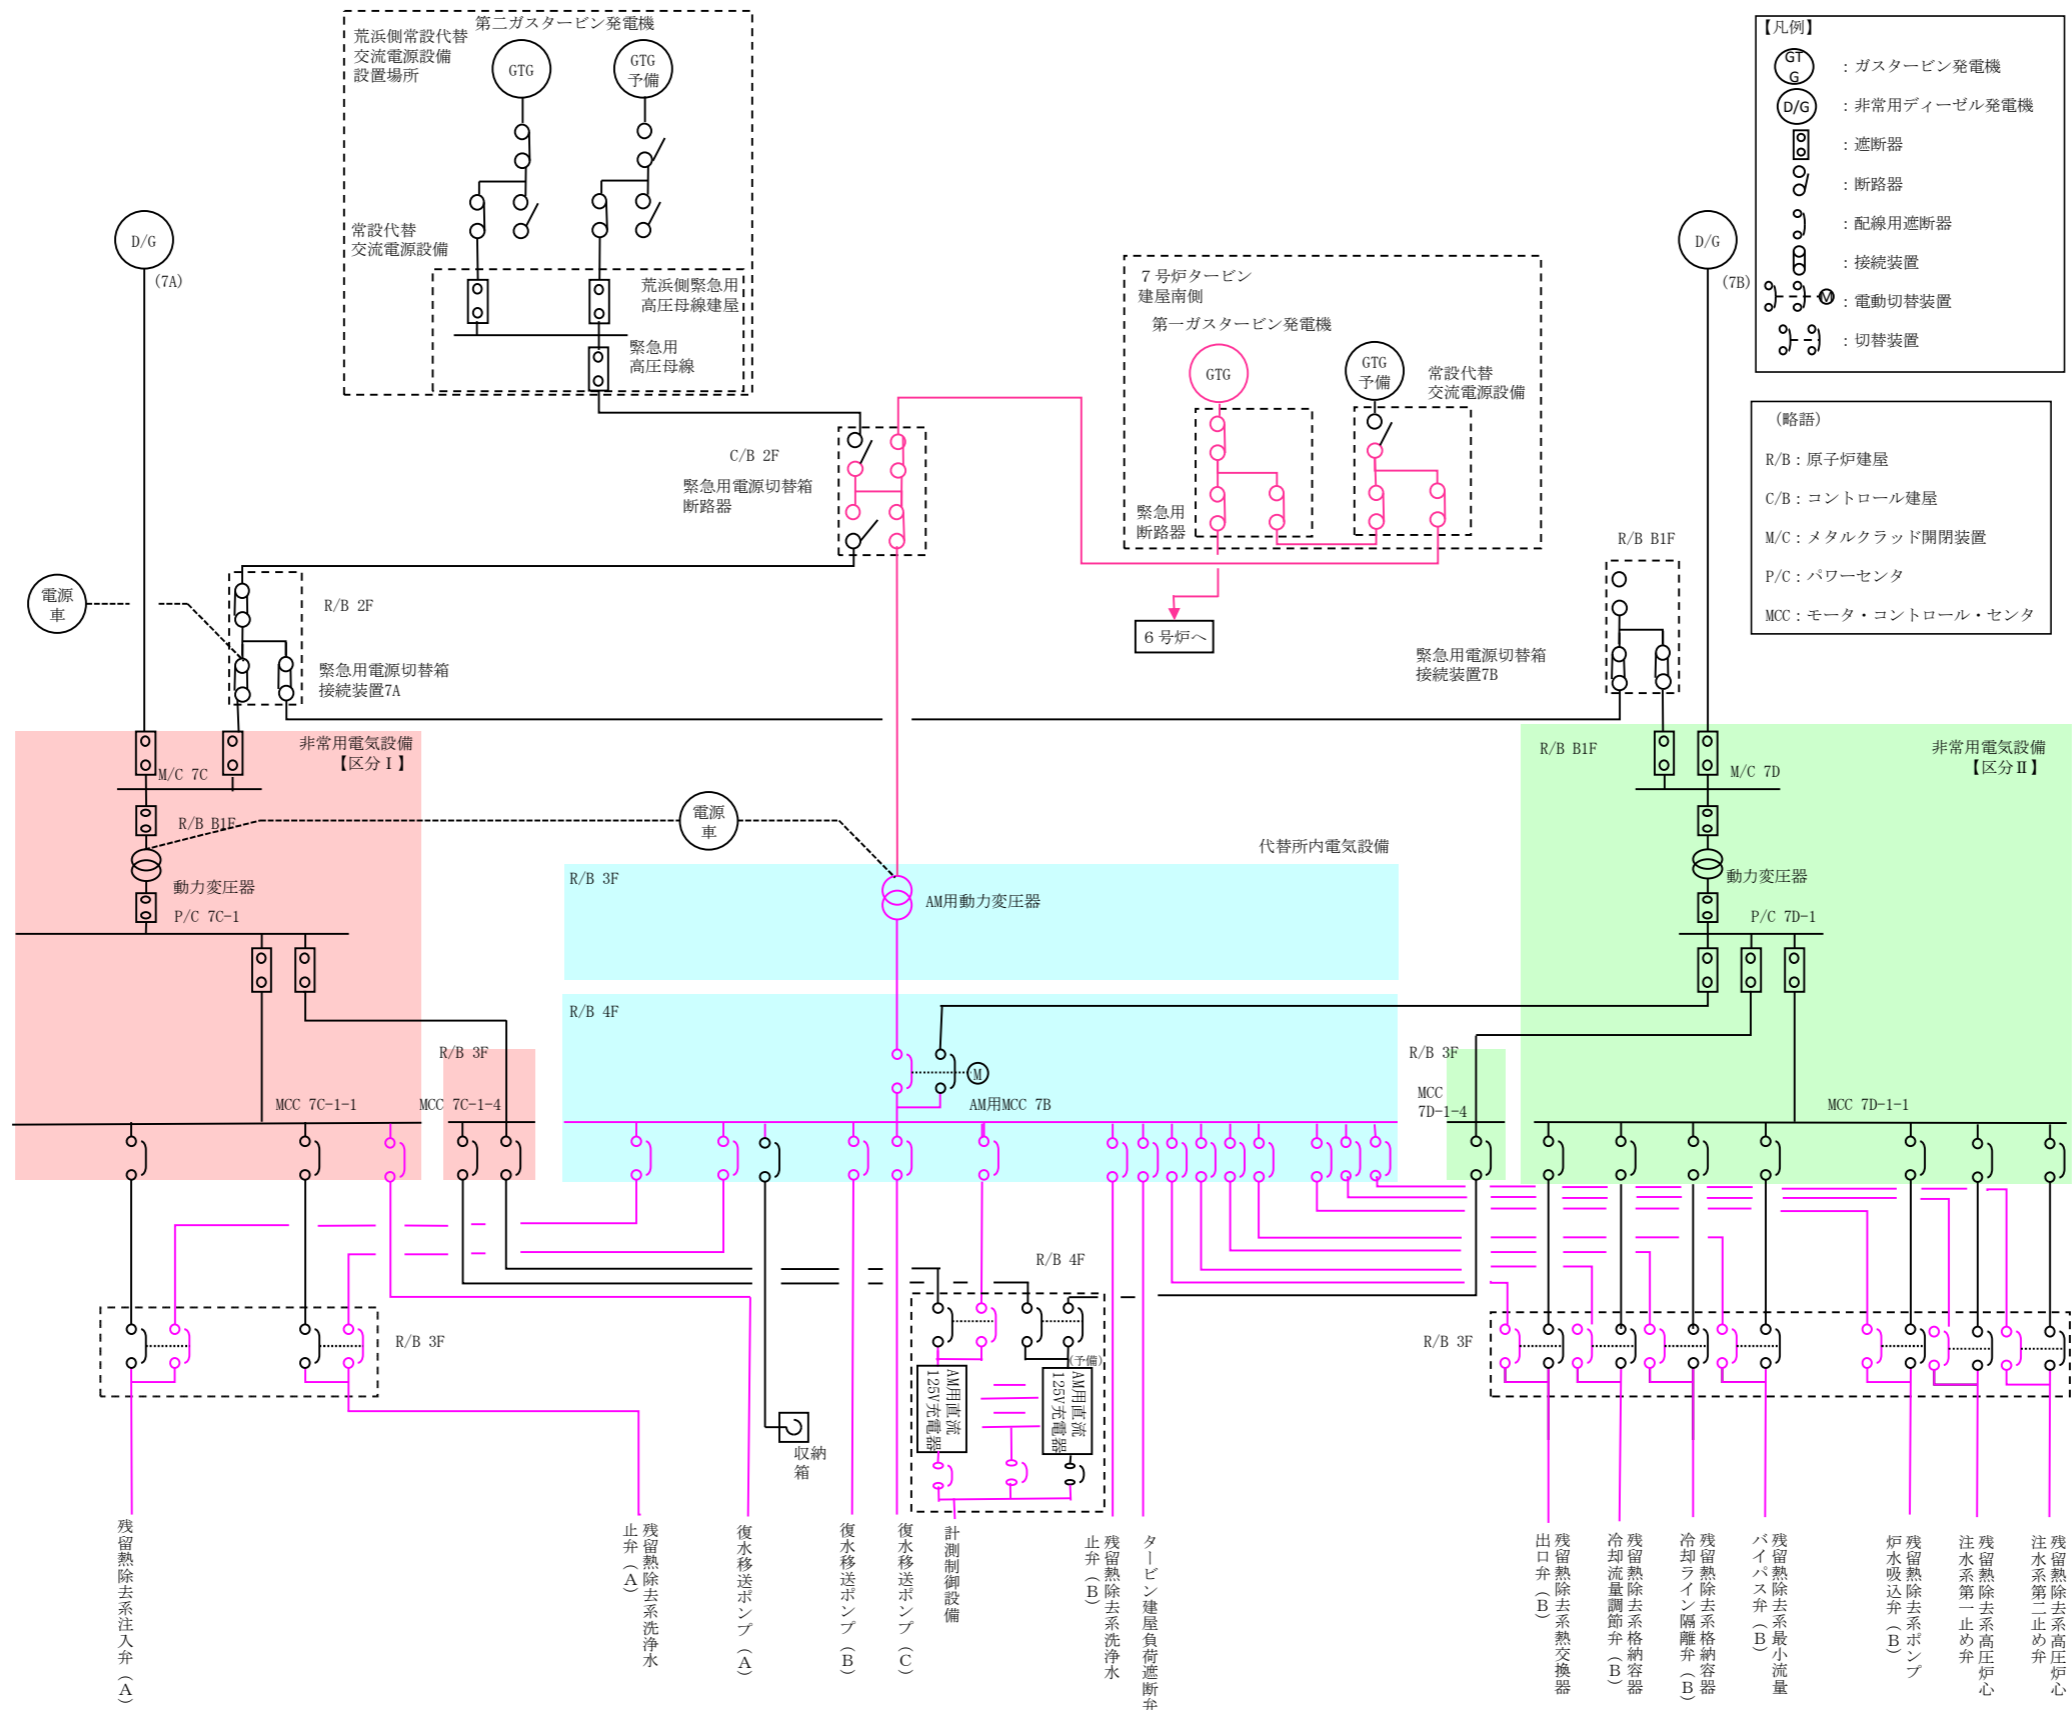 第二ガスタービン発電機
荒浜側常設代替
交流電源設備
設置場所
GTG
GTG
予備
常設代替
交流電源設備
荒浜側緊急用
高圧母線建屋
緊急用
高圧母線
【凡例】
GT
G
：ガスタービン発電機
D/G
：非常用ディーゼル発電機
：遮断器
：断路器
：配線用遮断器
：接続装置
M
：電動切替装置
：切替装置
（略語）
R/B：原子炉建屋
C/B：コントロール建屋
M/C：メタルクラッド開閉装置
P/C：パワーセンタ
MCC：モータ・コントロール・センタ
D/G
(7A)
D/G
(7B)
７号炉タービン
建屋南側
第一ガスタービン発電機
GTG
GTG
予備
常設代替
交流電源設備
緊急用
断路器
６号炉へ
C/B 2F
緊急用電源切替箱
断路器
電源
車
R/B 2F
緊急用電源切替箱
接続装置7A
R/B B1F
緊急用電源切替箱
接続装置7B
非常用電気設備
【区分Ⅰ】
M/C 7C
R/B B1F
動力変圧器
P/C 7C-1
電源
車
代替所内電気設備
R/B 3F
AM用動力変圧器
R/B 4F
M
AM用MCC 7B
R/B B1F
非常用電気設備
【区分Ⅱ】
M/C 7D
動力変圧器
P/C 7D-1
MCC 7C-1-1
R/B 3F
MCC 7C-1-4
R/B 3F
MCC
7D-1-4
MCC 7D-1-1
R/B 3F
R/B 4F
(予備)
AM用直流
125V充電器
AM用直流
125V充電器
収納
箱
R/B 3F
残留熱除去系注入弁（A）
残留熱除去系洗浄水
止弁（A）
復水移送ポンプ（A）
復水移送ポンプ（B）
復水移送ポンプ（C）
計測制御設備
残留熱除去系洗浄水
止弁（B）
タービン建屋負荷遮断弁
残留熱除去系熱交換器
出口弁（B）
残留熱除去系格納容器
冷却流量調節弁（B）
残留熱除去系格納容器
冷却ライン隔離弁（B）
残留熱除去系最小流量
バイパス弁（B）
残留熱除去系ポンプ
炉水吸込弁（B）
残留熱除去系高圧炉心
注水系第一止め弁
残留熱除去系高圧炉心
注水系第二止め弁